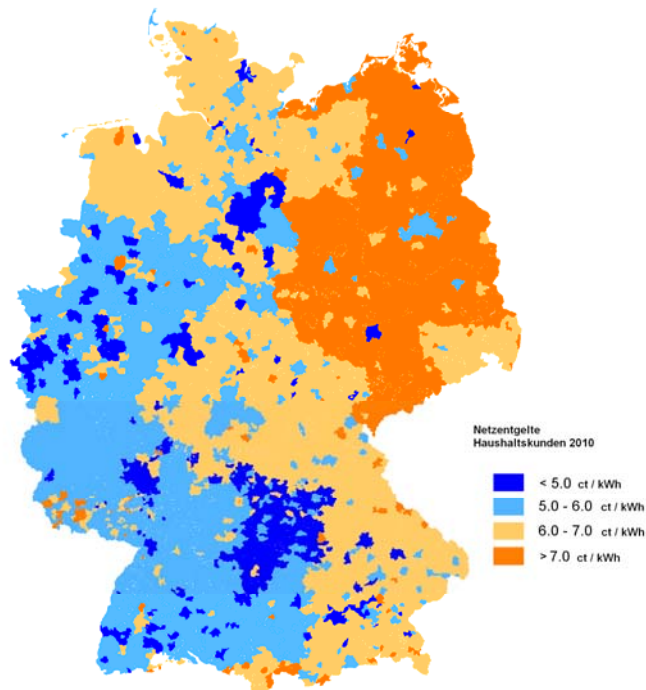 Netzentgelte
Haushaltskunden 2010
< 5.0 ct / kWh
5.0 - 6.0 ct / kWh
6.0 - 7.0 ct / kWh
> 7.0 ct / kWh